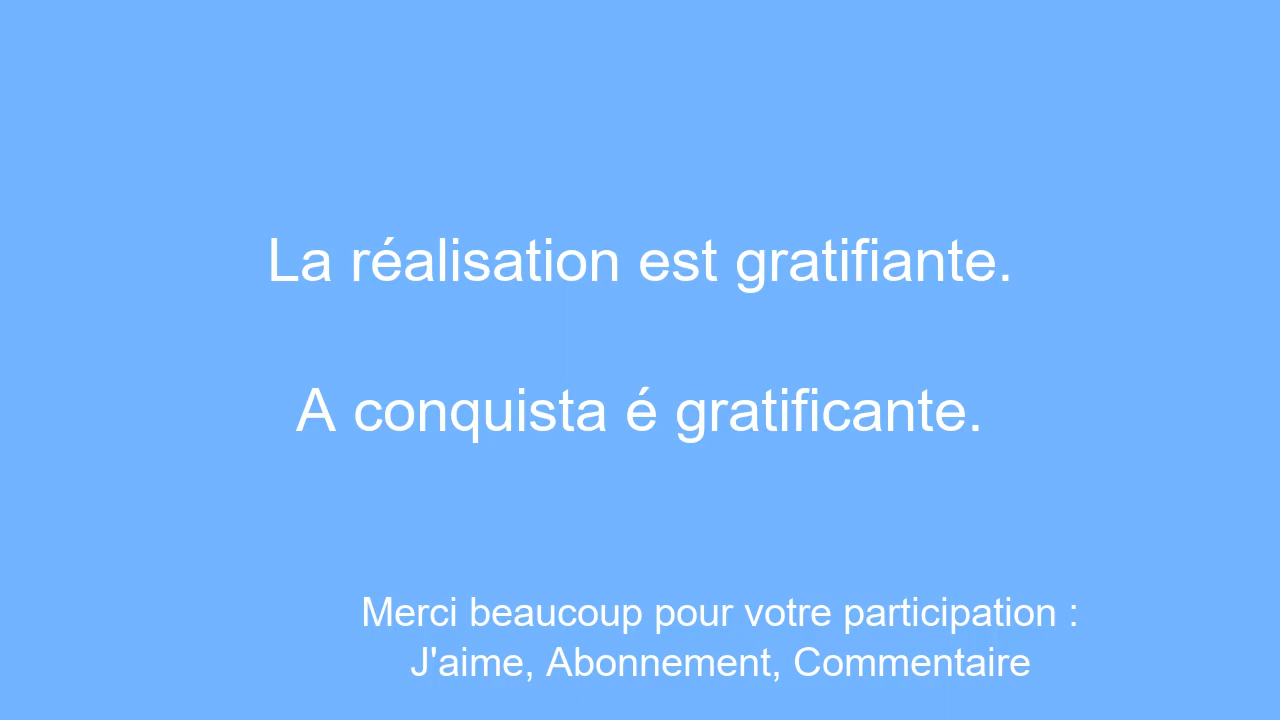 La réalisation est gratifiante.
A conquista é gratificante.
Merci beaucoup pour votre participation :
J'aime, Abonnement, Commentaire